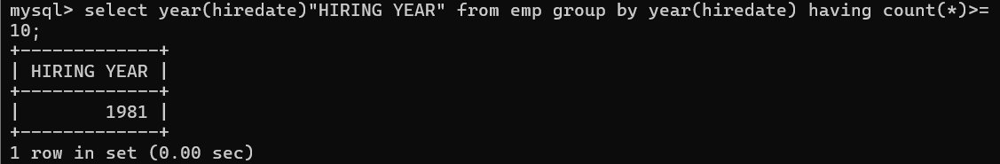 mysql> select year(hiredate)"HIRING YEAR" from emp group by year(hiredate) having count(*)>=
10;
+-------------+
| HIRING YEAR |
+-------------+
|        1981 |
+-------------+
1 row in set (0.00 sec)